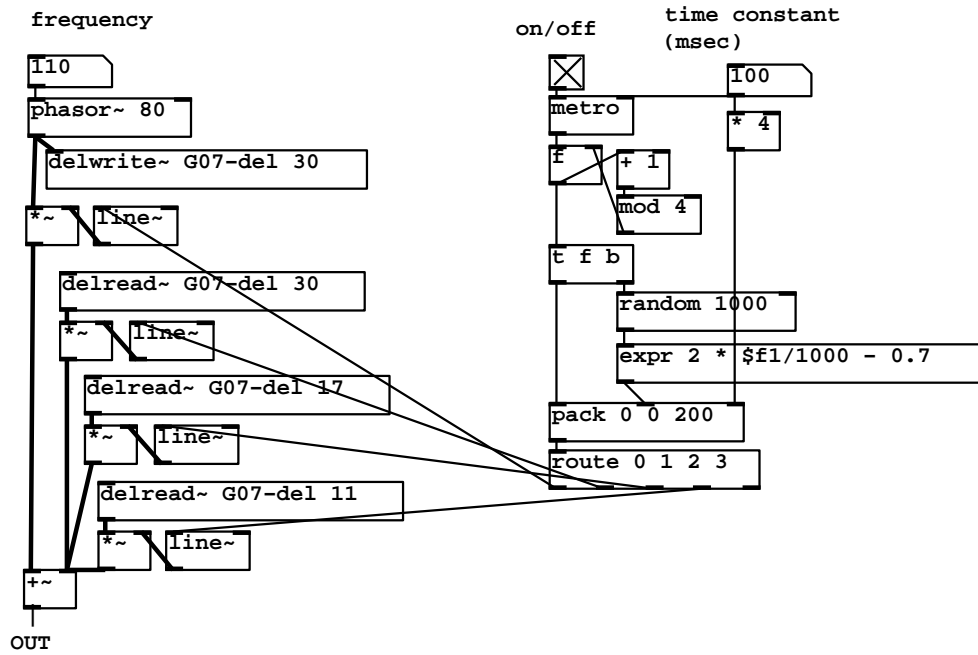 frequency
110
phasor~ 80
delwrite~ G07-del 30
*~
line~
delread~ G07-del 30
*~
line~
delread~ G07-del 17
*~
line~
delread~ G07-del 11
*~
line~
+~
OUT
on/off
metro
f
+ 1
mod 4
t f b
random 1000
expr 2 * $f1/1000 - 0.7
pack 0 0 200
route 0 1 2 3
time constant
(msec)
100
* 4